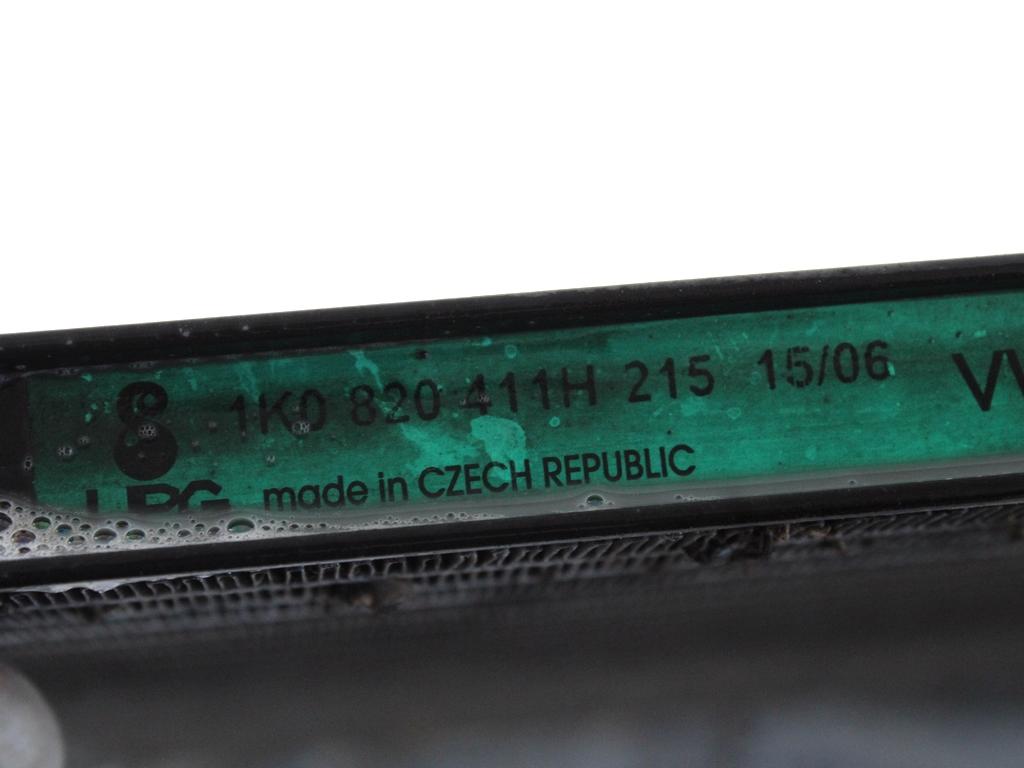 1K0 820 411H 215 15/06
made in CZECH REPUBLIC